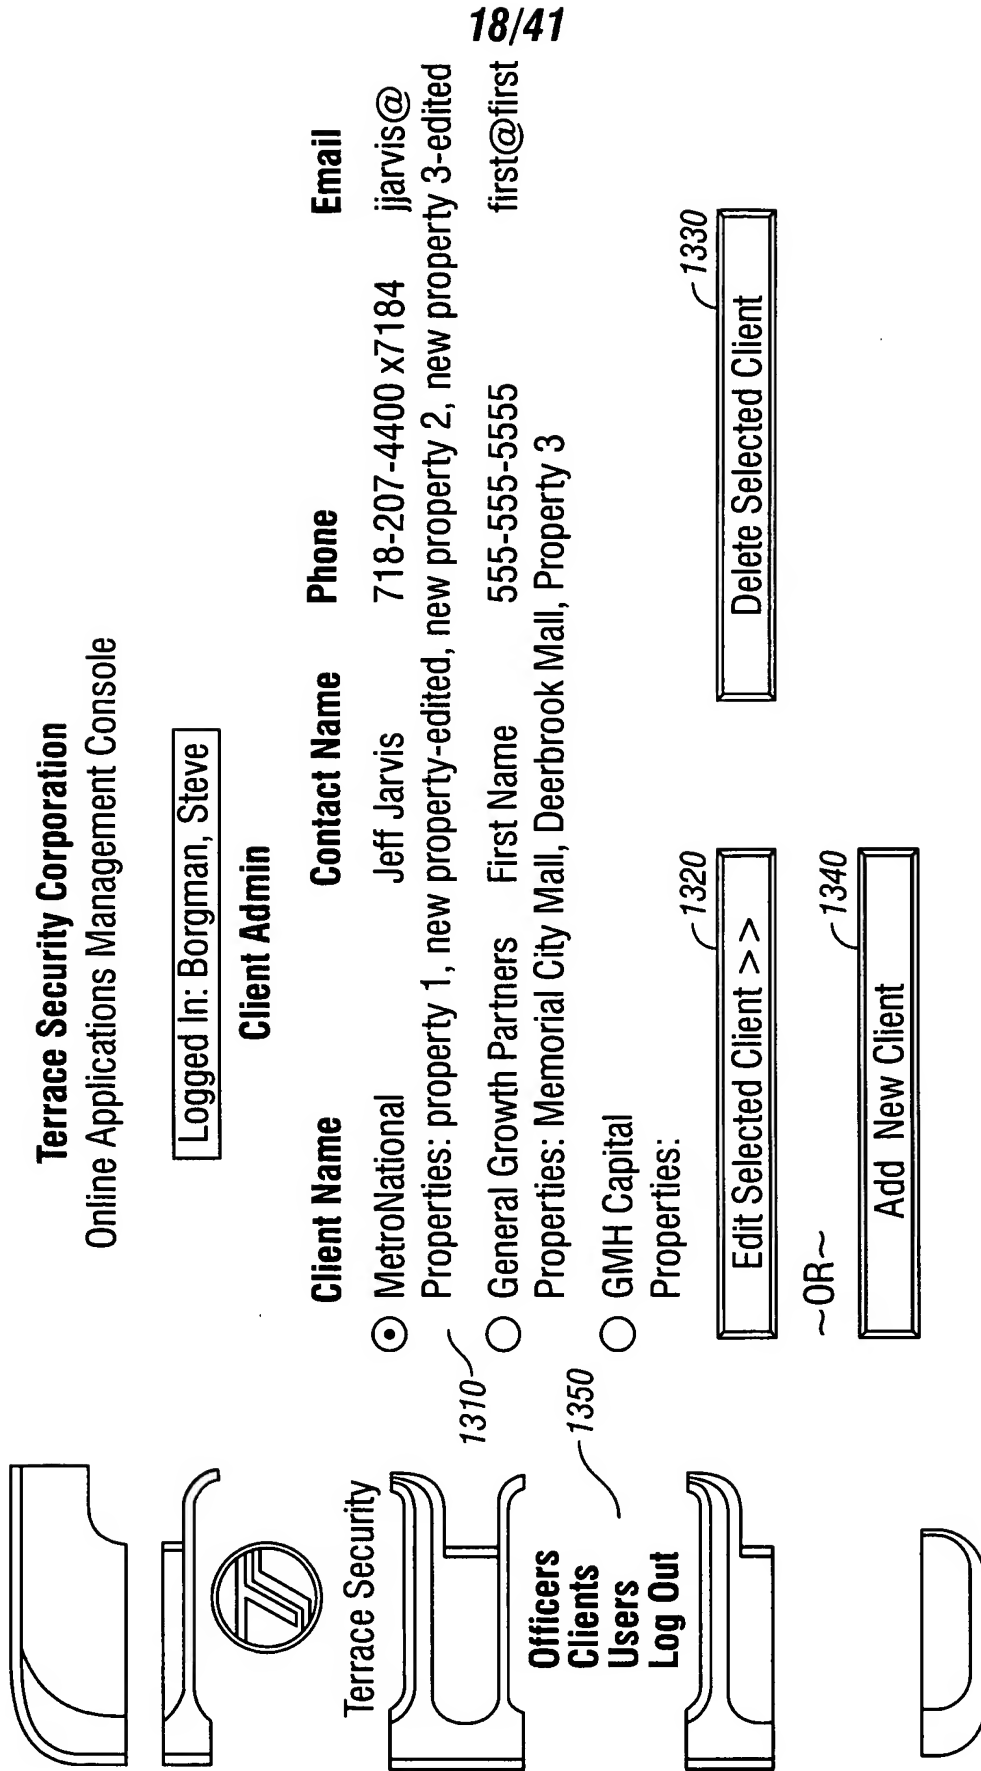 18/41
Terrace Security Corporation
Online Applications Management Console
Logged In: Borgman, Steve
Client Admin
Client Name Contact Name Phone Email
MetroNational Jeff Jarvis 718-207-4400 x7184 jjarvis@
Properties: property 1, new property-edited, new property 2, new property 3-edited
1310
General Growth Partners First Name 555-555-5555 first@first
Properties: Memorial City Mall, Deerbrook Mall, Property 3
GMH Capital
Properties:
1320
Edit Selected Client >>
1330
Delete Selected Client
~OR~
1340
Add New Client
Terrace Security
1350
Officers
Clients
Users
Log Out